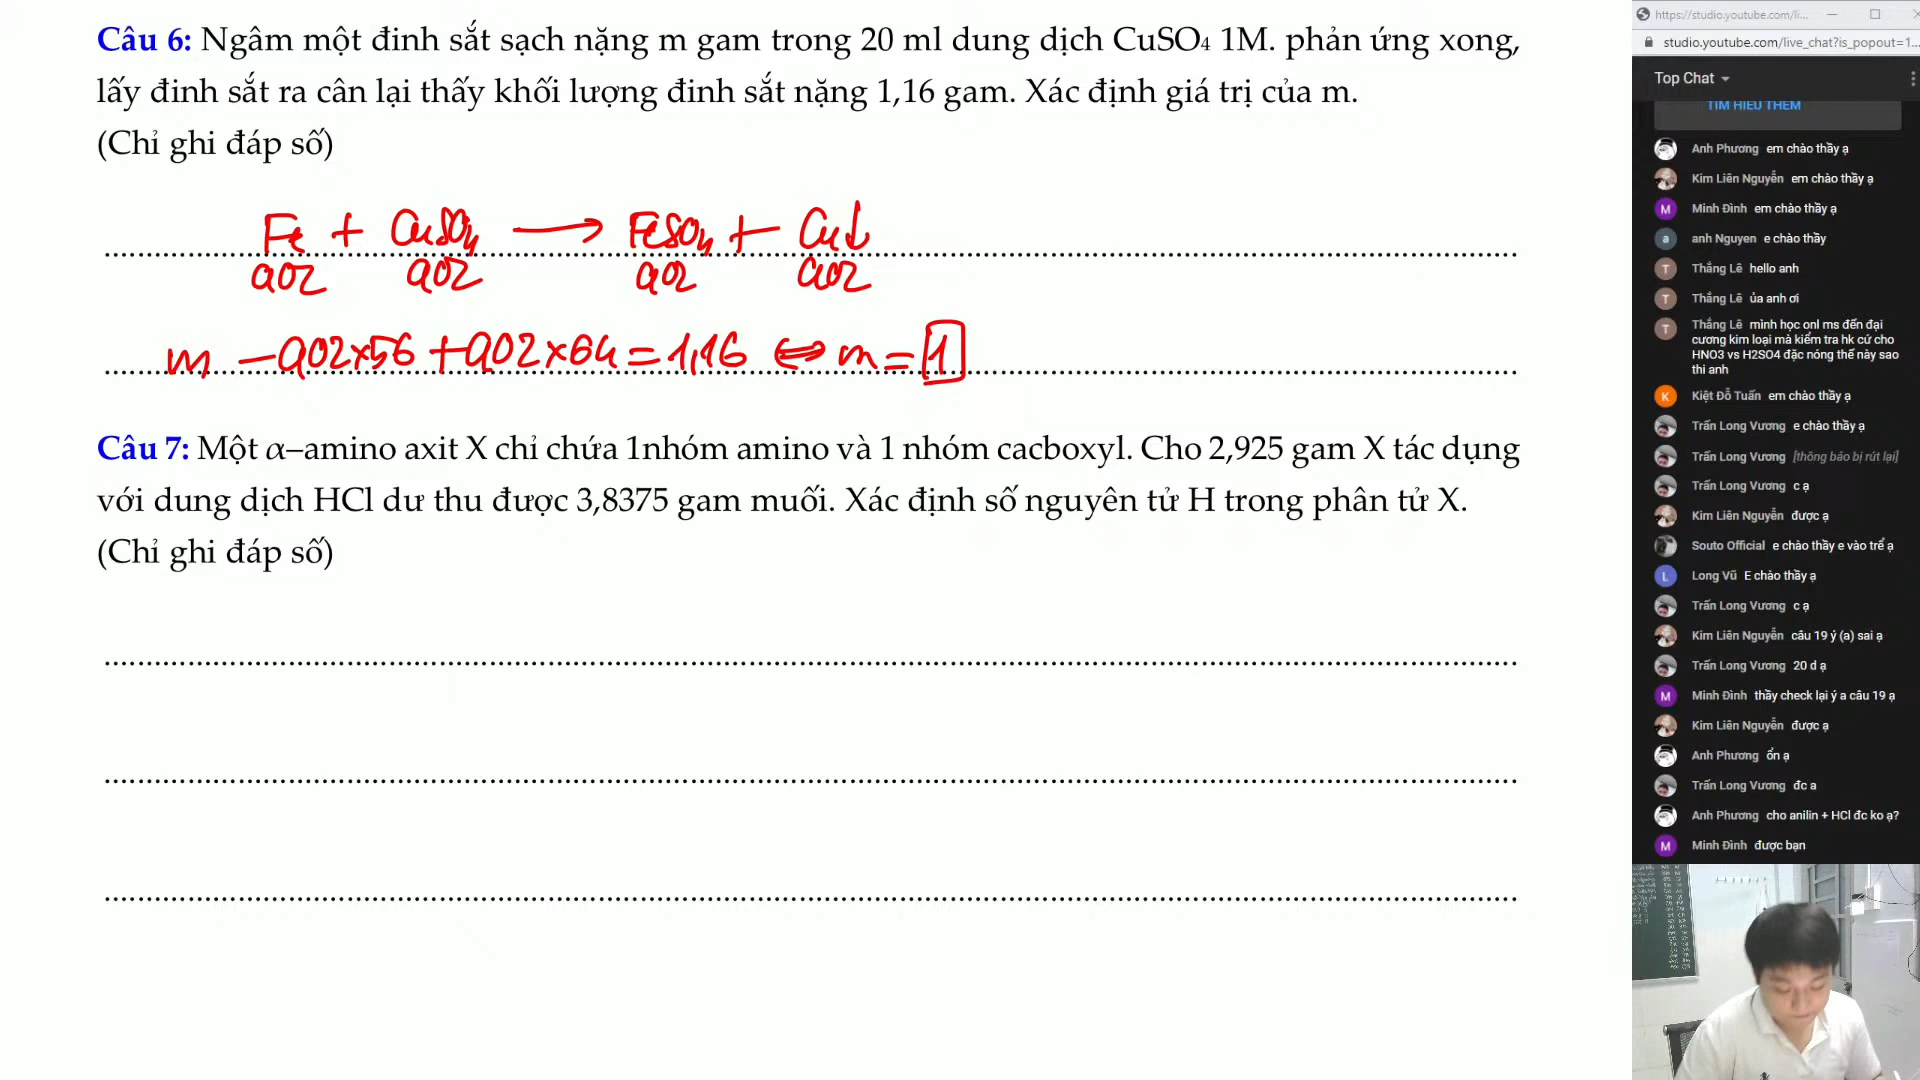 Câu 6: Ngâm một đinh sắt sạch nặng m gam trong 20 ml dung dịch CuSO₄ 1M. phản ứng xong,
lấy đinh sắt ra cân lại thấy khối lượng đinh sắt nặng 1,16 gam. Xác định giá trị của m.
(Chỉ ghi đáp số)
Fe + CuSO₄ → FeSO₄ + Cu↓
0,02 0,02 0,02 0,02
m - 0,02×56 + 0,02×64 = 1,16 ⇔ m = 1
Câu 7: Một α–amino axit X chỉ chứa 1nhóm amino và 1 nhóm cacboxyl. Cho 2,925 gam X tác dụng
với dung dịch HCl dư thu được 3,8375 gam muối. Xác định số nguyên tử H trong phân tử X.
(Chỉ ghi đáp số)
https://studio.youtube.com/li...
studio.youtube.com/live_chat?is_popout=1...
Top Chat
TÌM HIỂU THÊM
Anh Phương em chào thầy ạ
Kim Liên Nguyễn em chào thầy ạ
M Minh Đình em chào thầy ạ
a anh Nguyen e chào thầy
T Thắng Lê hello anh
T Thắng Lê ủa anh ơi
T Thắng Lê mình học onl ms đến đại
cương kim loại mà kiểm tra hk cứ cho
HNO3 vs H2SO4 đặc nóng thế này sao
thi anh
K Kiệt Đỗ Tuấn em chào thầy ạ
Trấn Long Vương e chào thầy ạ
Trấn Long Vương [thông báo bị rút lại]
Trấn Long Vương c ạ
Kim Liên Nguyễn được ạ
Souto Official e chào thầy e vào trể ạ
L Long Vũ E chào thầy ạ
Trấn Long Vương c ạ
Kim Liên Nguyễn câu 19 ý (a) sai ạ
Trấn Long Vương 20 d ạ
M Minh Đình thầy check lại ý a câu 19 ạ
Kim Liên Nguyễn được ạ
Anh Phương ổn ạ
Trấn Long Vương đc a
Anh Phương cho anilin + HCl đc ko ạ?
M Minh Đình được bạn